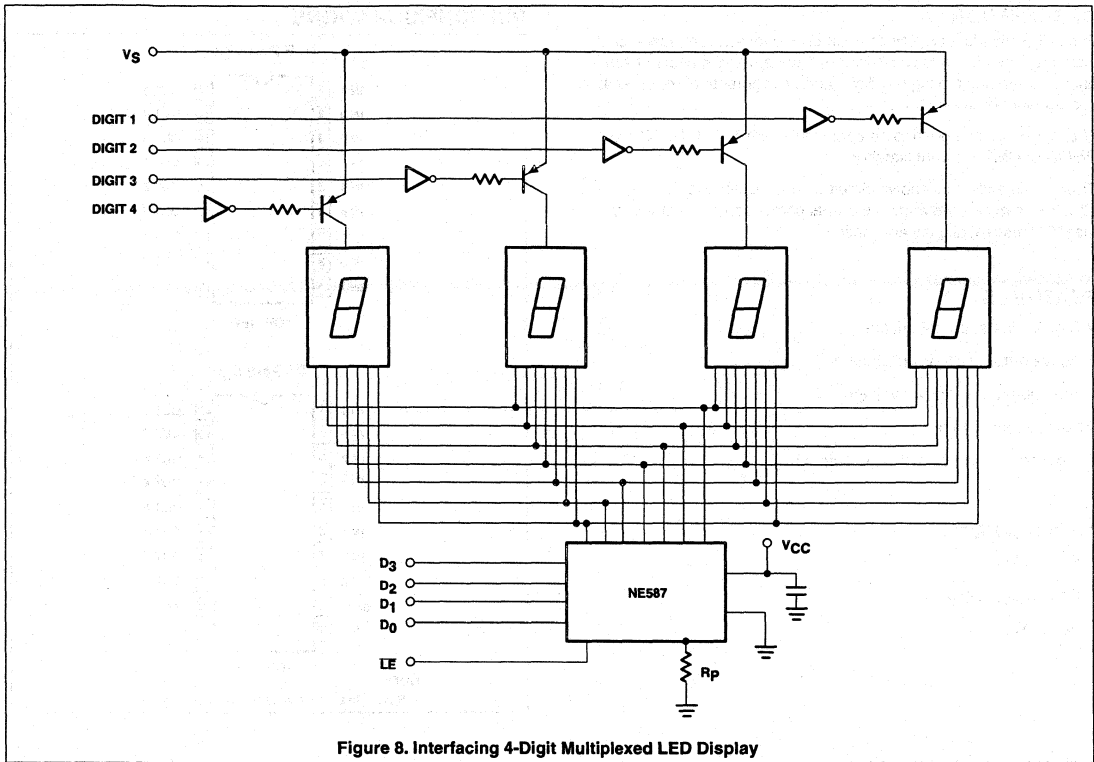 VS
DIGIT 1
DIGIT 2
DIGIT 3
DIGIT 4
VCC
D3
D2
D1
D0
NE587
LE
RP
Figure 8. Interfacing 4-Digit Multiplexed LED Display